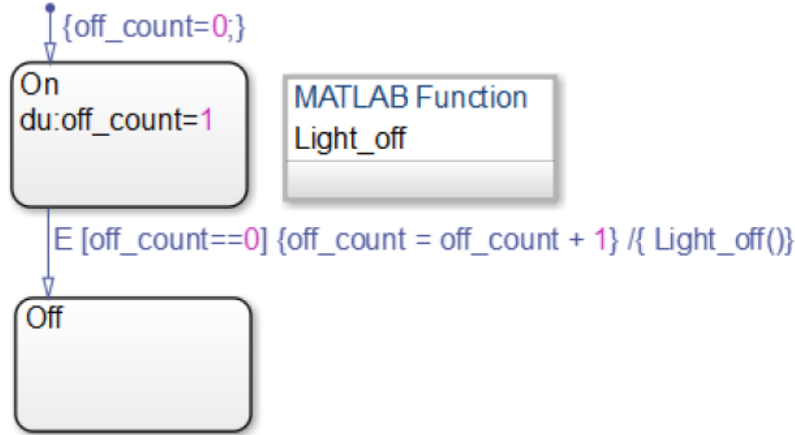 {off_count=0;}
On
du:off_count=1
MATLAB Function
Light_off
E [off_count==0] {off_count = off_count + 1} /{ Light_off()}
Off